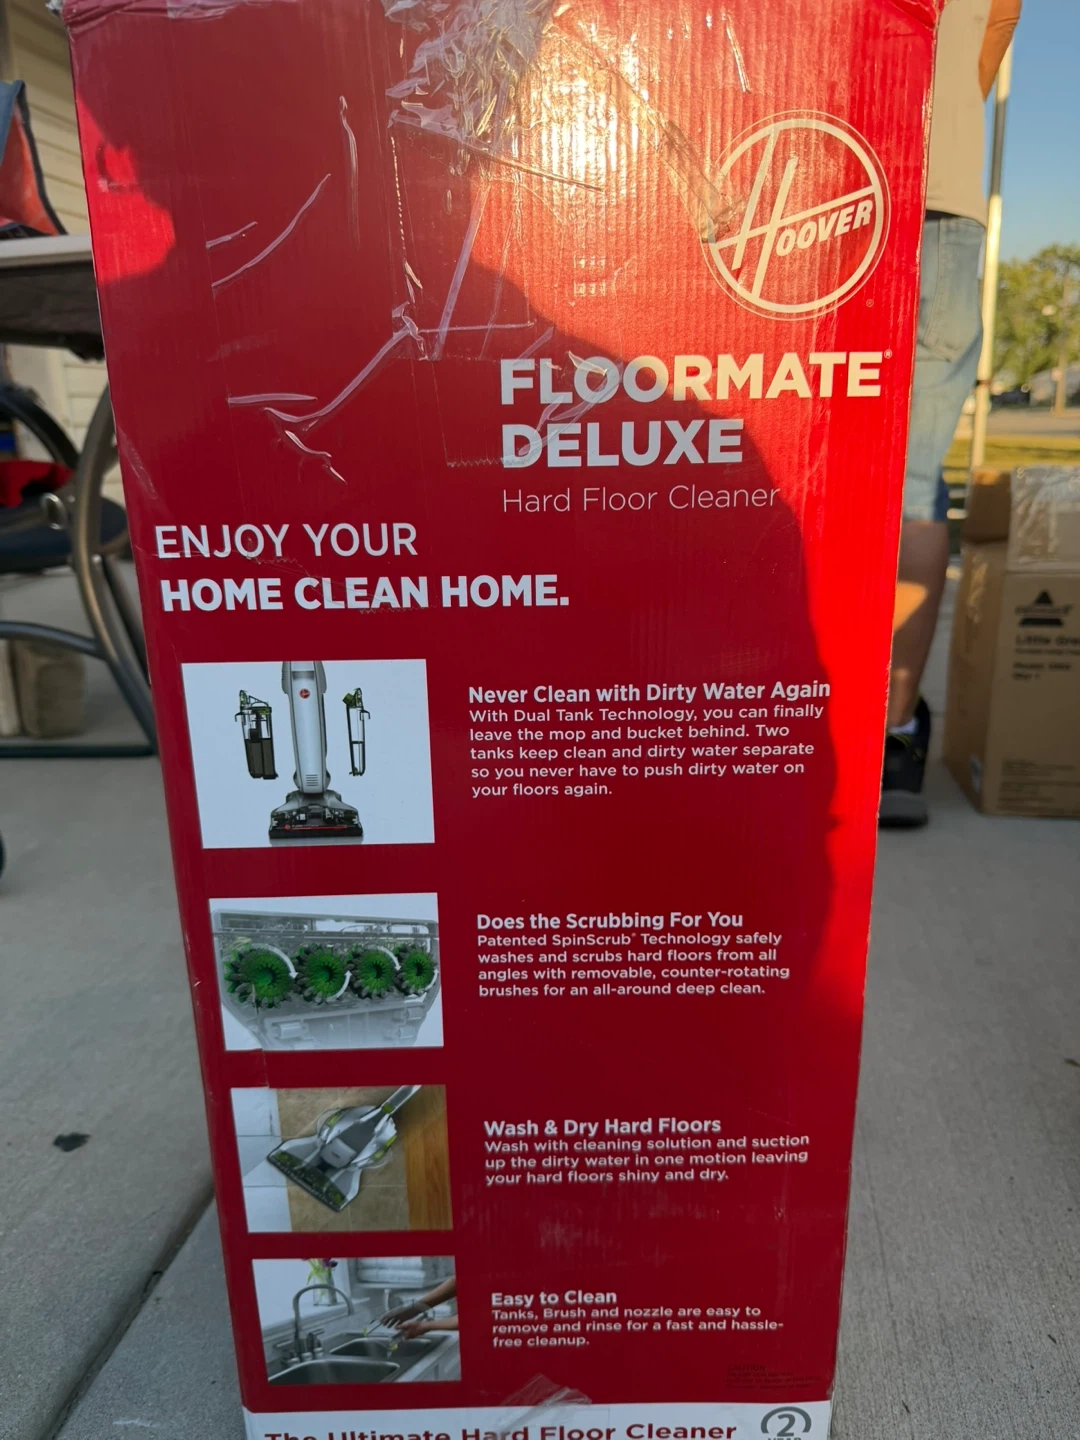 HOOVER
®
FLOORMATE®
DELUXE
Hard Floor Cleaner
ENJOY YOUR
HOME CLEAN HOME.
Never Clean with Dirty Water Again
With Dual Tank Technology, you can finally
leave the mop and bucket behind. Two
tanks keep clean and dirty water separate
so you never have to push dirty water on
your floors again.
Does the Scrubbing For You
Patented SpinScrub® Technology safely
washes and scrubs hard floors from all
angles with removable, counter-rotating
brushes for an all-around deep clean.
Wash & Dry Hard Floors
Wash with cleaning solution and suction
up the dirty water in one motion leaving
your hard floors shiny and dry.
Easy to Clean
Tanks, Brush and nozzle are easy to
remove and rinse for a fast and hassle-
free cleanup.
The Ultimate Hard Floor Cleaner
2
YEAR
Little Gre